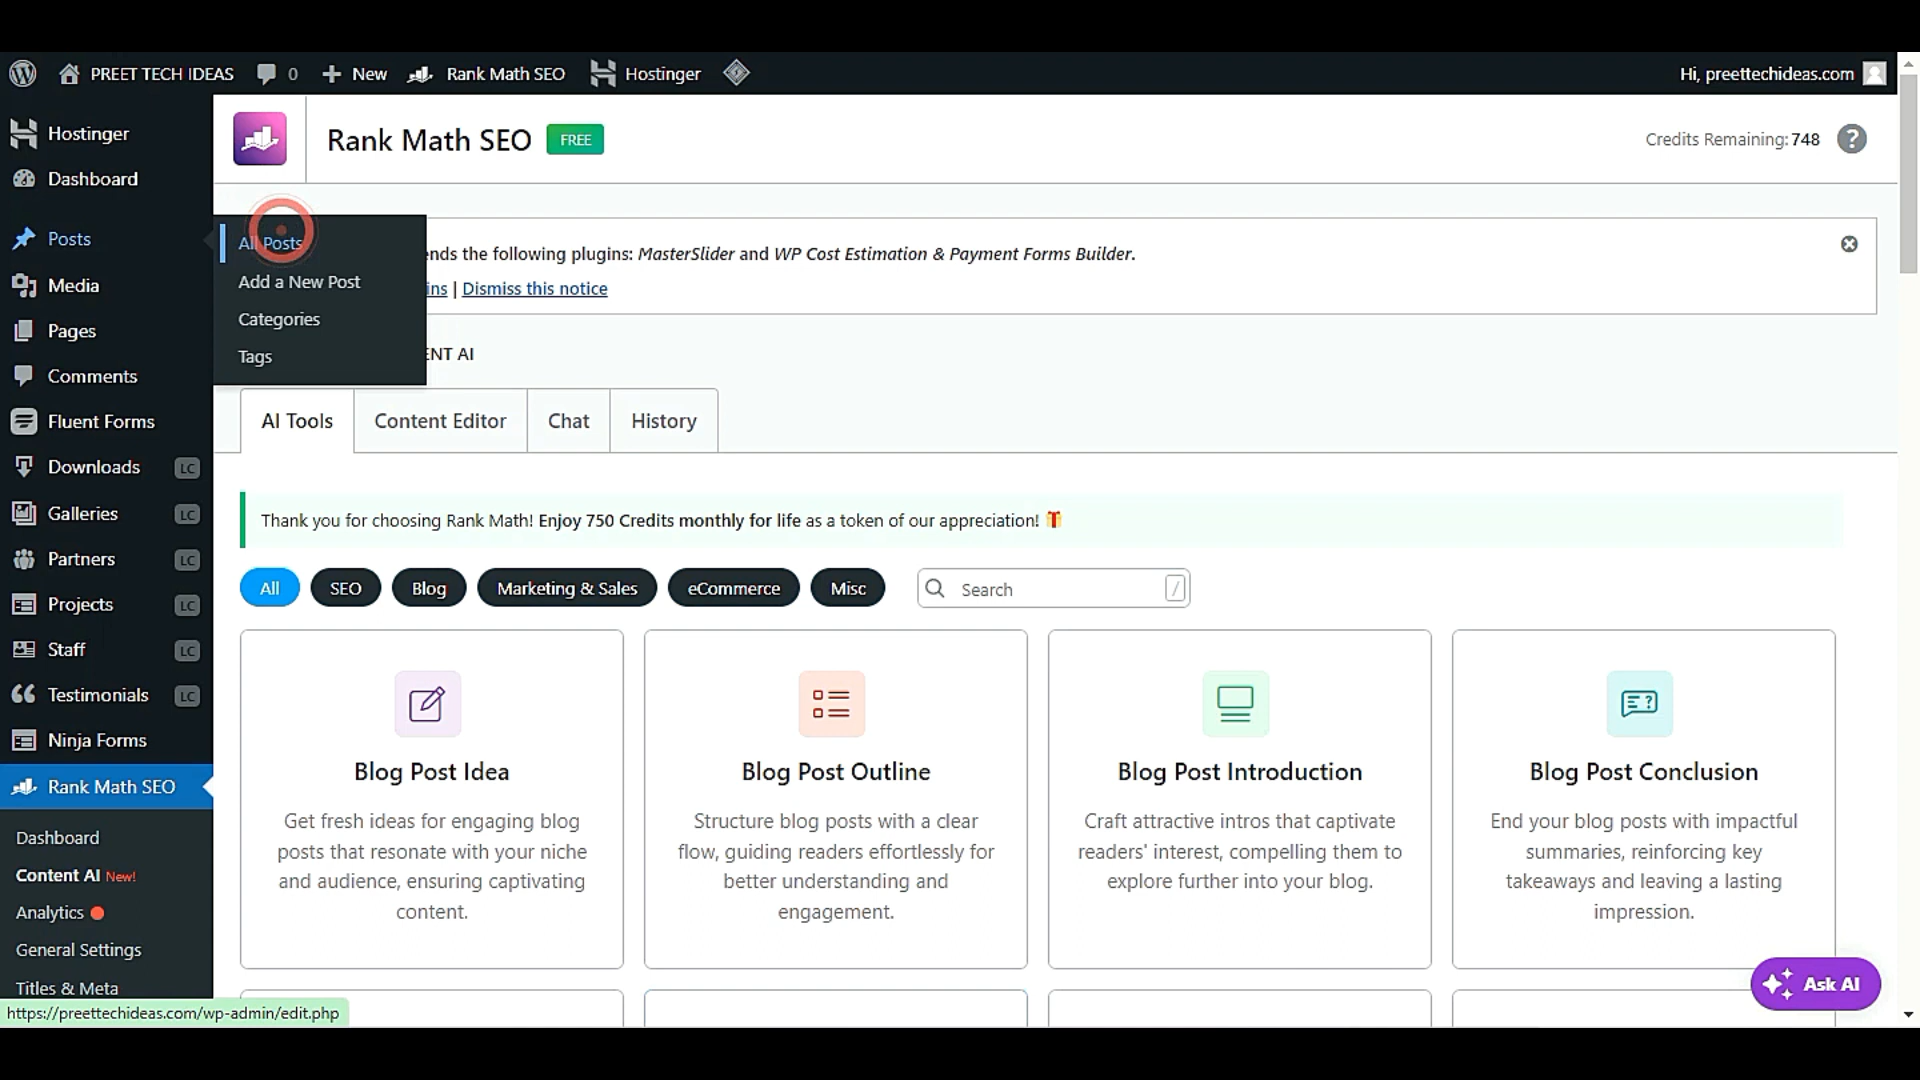 PREET TECH IDEAS 0 New Rank Math SEO Hostinger Hi, preettechideas.com
Hostinger
Dashboard
Posts
Media
Pages
Comments
Fluent Forms
Downloads LC
Galleries LC
Partners LC
Projects LC
Staff LC
Testimonials LC
Ninja Forms
Rank Math SEO
Dashboard
Content AI New!
Analytics
General Settings
Titles & Meta
https://preettechideas.com/wp-admin/edit.php
All Posts
Add a New Post
Categories
Tags
Rank Math SEO FREE Credits Remaining: 748 ?
ends the following plugins: MasterSlider and WP Cost Estimation & Payment Forms Builder.
ins | Dismiss this notice
ENT AI
AI Tools Content Editor Chat History
Thank you for choosing Rank Math! Enjoy 750 Credits monthly for life as a token of our appreciation! 🎁
All SEO Blog Marketing & Sales eCommerce Misc Search /
Blog Post Idea
Get fresh ideas for engaging blog
posts that resonate with your niche
and audience, ensuring captivating
content.
Blog Post Outline
Structure blog posts with a clear
flow, guiding readers effortlessly for
better understanding and
engagement.
Blog Post Introduction
Craft attractive intros that captivate
readers' interest, compelling them to
explore further into your blog.
Blog Post Conclusion
End your blog posts with impactful
summaries, reinforcing key
takeaways and leaving a lasting
impression.
Ask AI